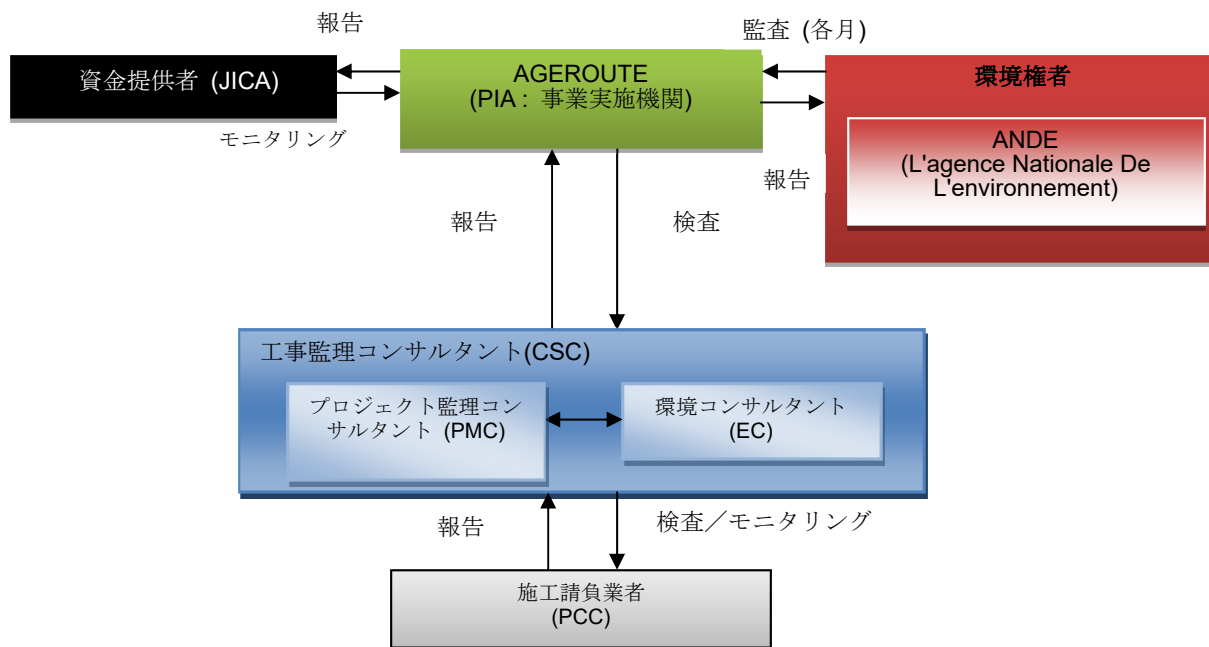 報告
監査 (各月)
資金提供者 (JICA)
AGEROUTE
(PIA : 事業実施機関)
環境権者
モニタリング
ANDE
(L'agence Nationale De
L'environnement)
報告
報告
検査
工事監理コンサルタント(CSC)
プロジェクト監理コン
サルタント (PMC)
環境コンサルタント
(EC)
報告
検査／モニタリング
施工請負業者
(PCC)